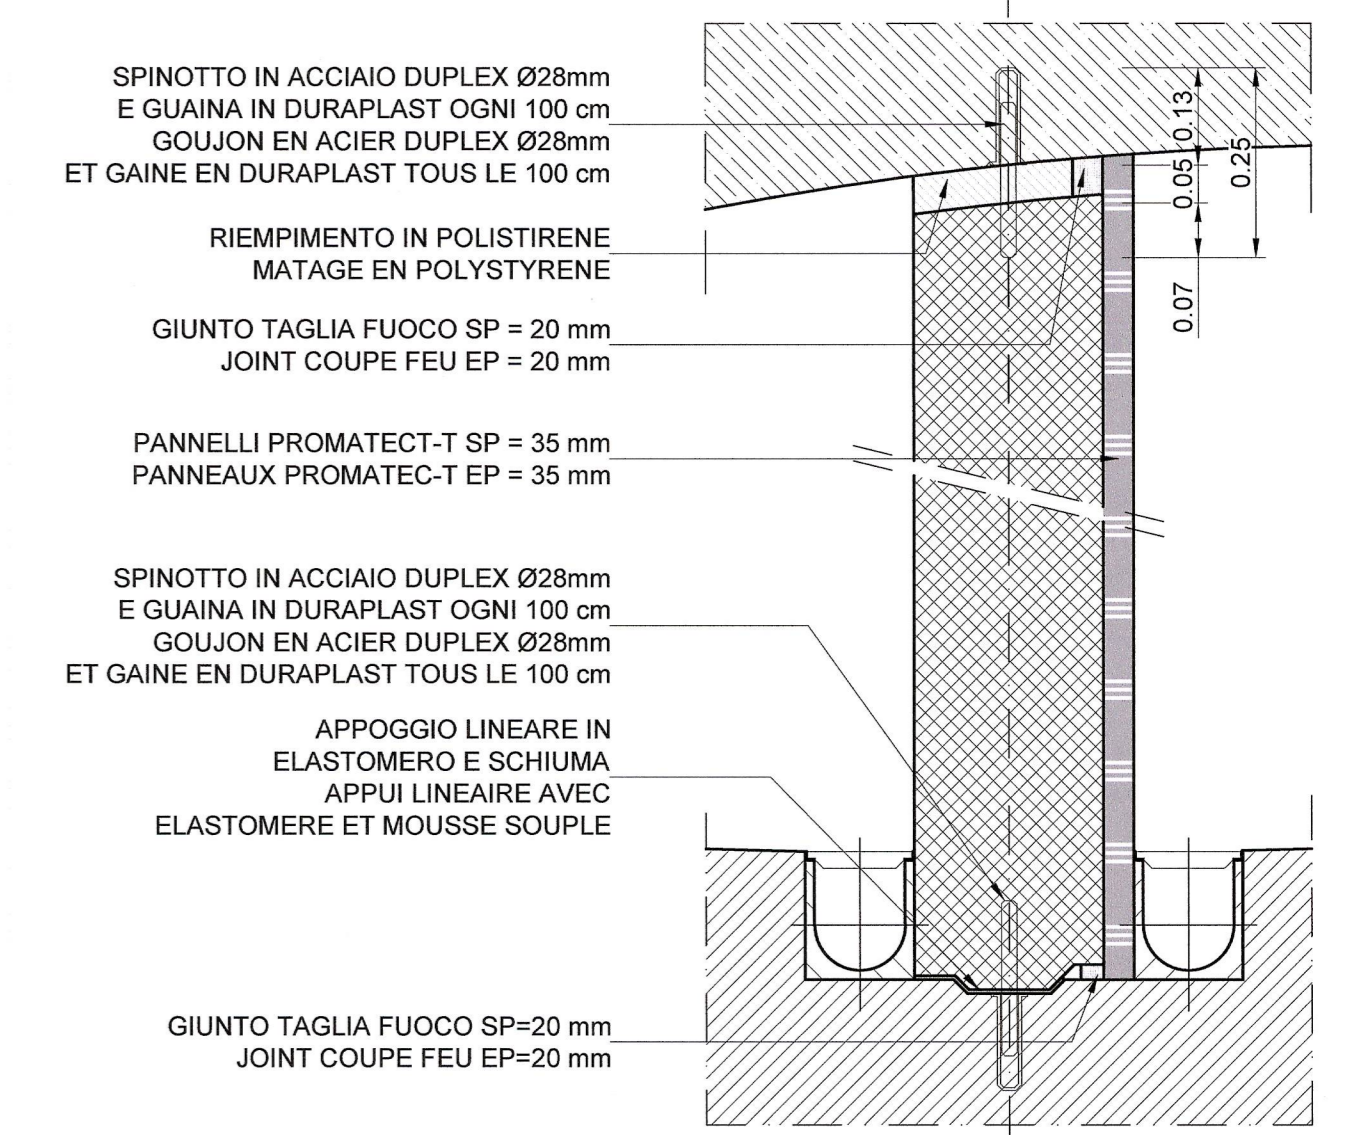 SPINOTTO IN ACCIAIO DUPLEX Ø28mm
E GUAINA IN DURAPLAST OGNI 100 cm
GOUJON EN ACIER DUPLEX Ø28mm
ET GAINE EN DURAPLAST TOUS LE 100 cm
RIEMPIMENTO IN POLISTIRENE
MATAGE EN POLYSTYRENE
GIUNTO TAGLIA FUOCO SP = 20 mm
JOINT COUPE FEU EP = 20 mm
PANNELLI PROMATECT-T SP = 35 mm
PANNEAUX PROMATEC-T EP = 35 mm
SPINOTTO IN ACCIAIO DUPLEX Ø28mm
E GUAINA IN DURAPLAST OGNI 100 cm
GOUJON EN ACIER DUPLEX Ø28mm
ET GAINE EN DURAPLAST TOUS LE 100 cm
APPOGGIO LINEARE IN
ELASTOMERO E SCHIUMA
APPUI LINEAIRE AVEC
ELASTOMERE ET MOUSSE SOUPLE
GIUNTO TAGLIA FUOCO SP=20 mm
JOINT COUPE FEU EP=20 mm
0.13
0.05
0.07
0.25